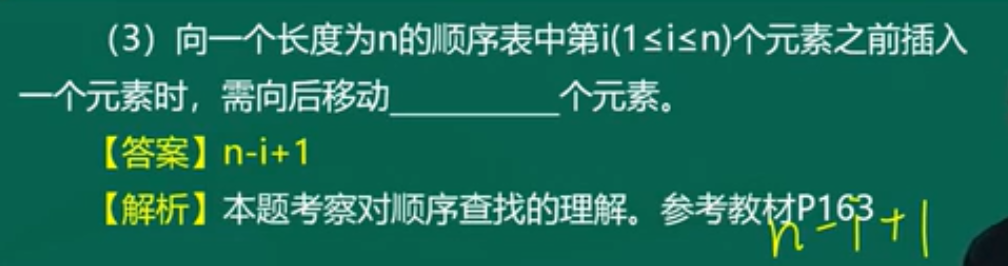 （3）向一个长度为n的顺序表中第i(1≤i≤n)个元素之前插入
一个元素时，需向后移动__________个元素。
【答案】n-i+1
【解析】本题考察对顺序查找的理解。参考教材P163
n-i+1